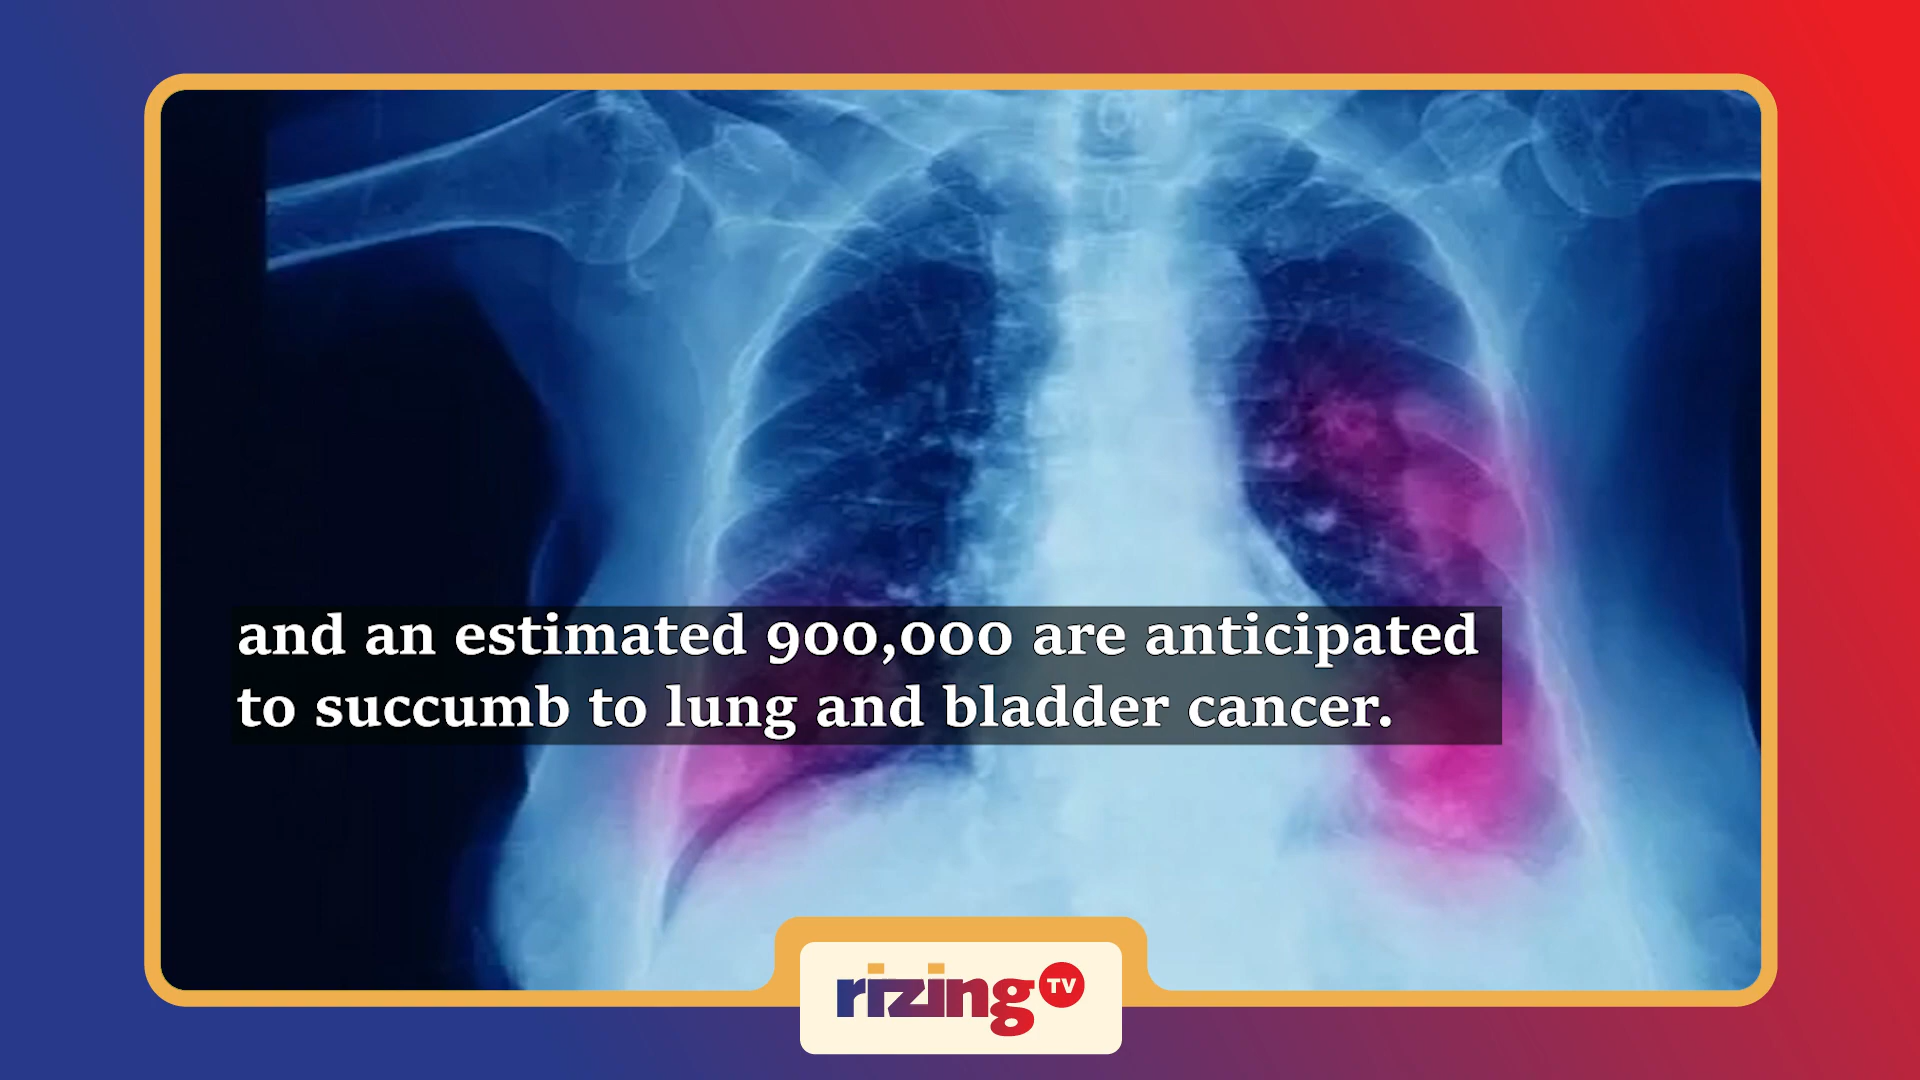 and an estimated 900,000 are anticipated
to succumb to lung and bladder cancer.
rizing TV